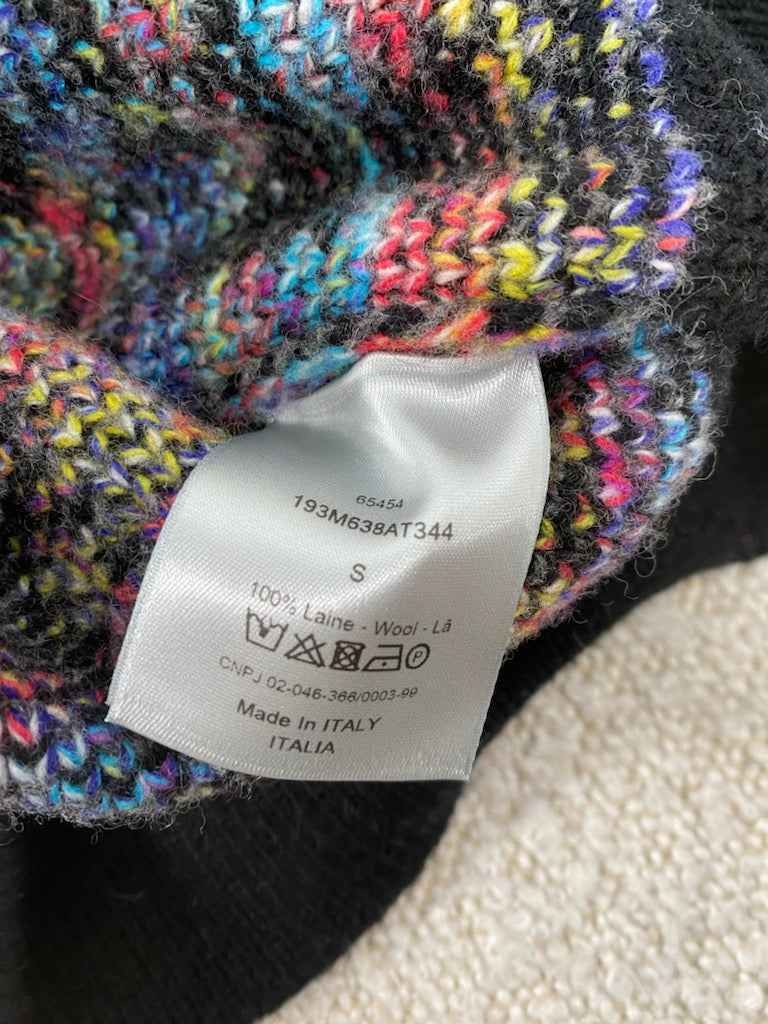 65454
193M638AT344
S
100% Laine - Wool - Lã
P
CNPJ 02-046-366/0003-99
Made In ITALY
ITALIA